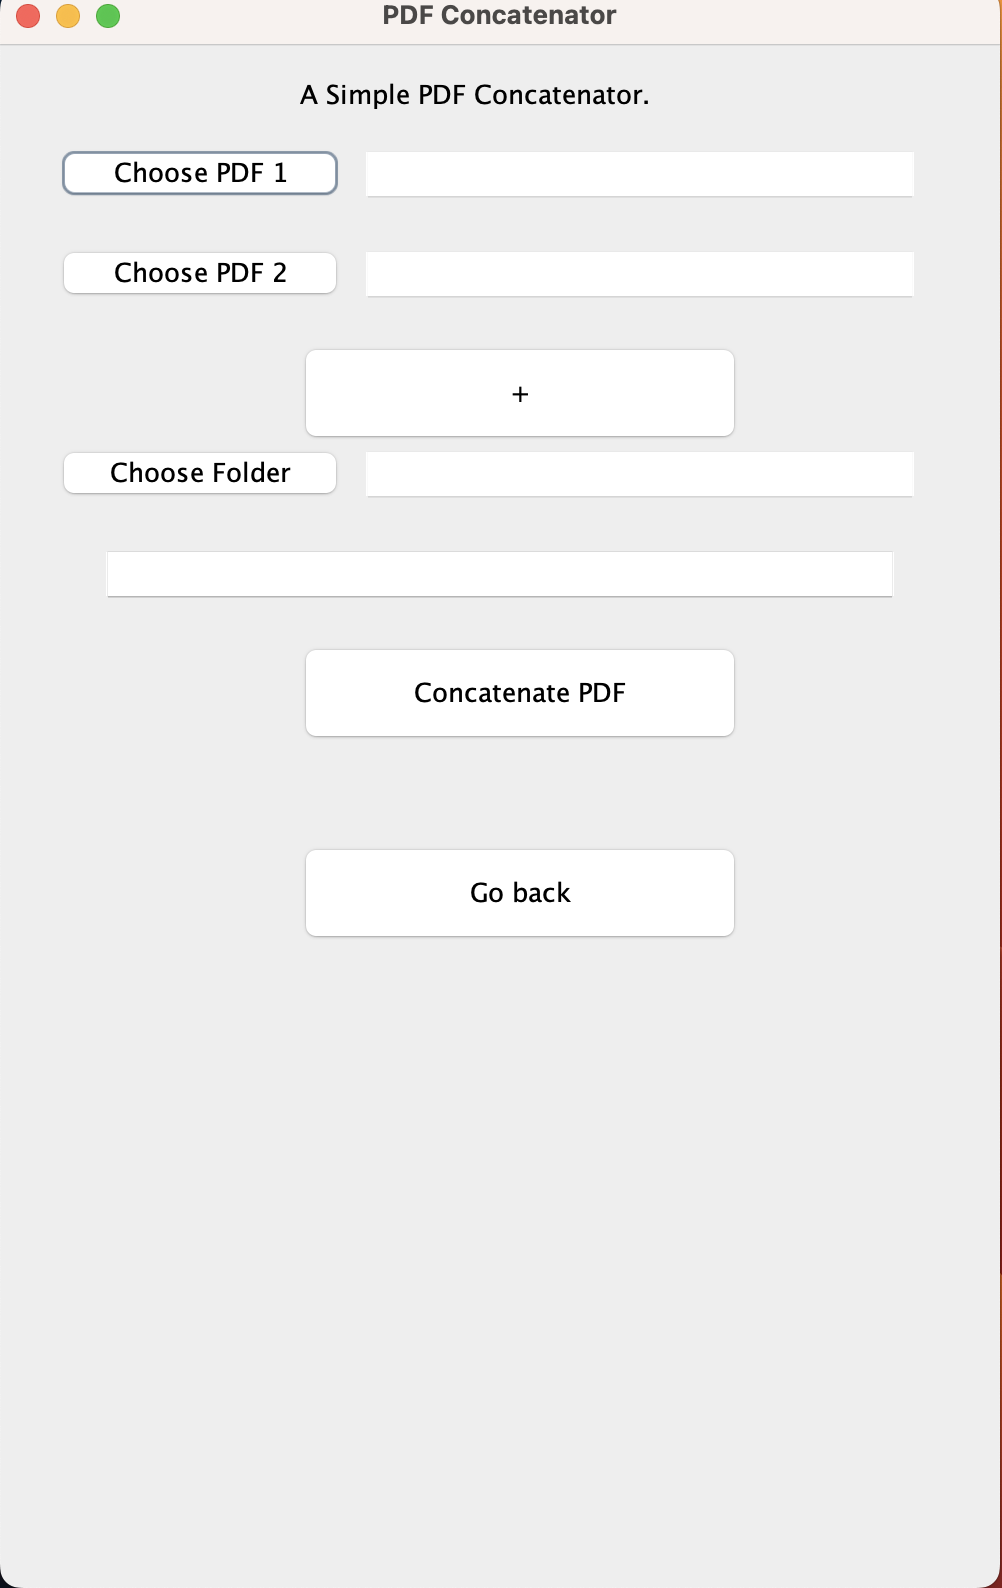 PDF Concatenator
A Simple PDF Concatenator.
Choose PDF 1
Choose PDF 2
+
Choose Folder
Concatenate PDF
Go back